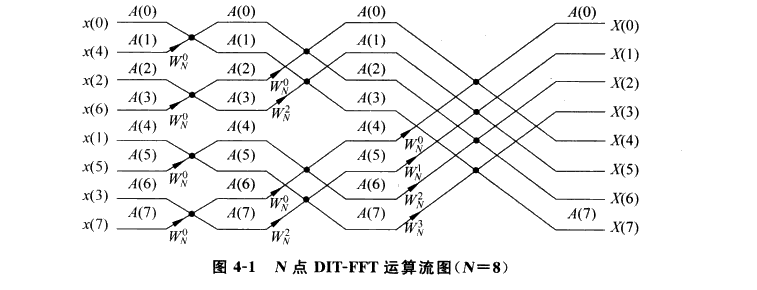 x(0) A(0) A(0) A(0) A(0) X(0)
x(4) A(1) W_N^0 A(1) A(1) X(1)
x(2) A(2) A(2) W_N^0 A(2) X(2)
x(6) A(3) W_N^0 A(3) W_N^2 A(3) X(3)
x(1) A(4) A(4) A(4) W_N^0 X(4)
x(5) A(5) W_N^0 A(5) A(5) W_N^1 X(5)
x(3) A(6) A(6) W_N^0 A(6) W_N^2 X(6)
x(7) A(7) W_N^0 A(7) W_N^2 A(7) W_N^3 A(7) X(7)
图 4-1 N 点 DIT-FFT 运算流图(N=8)